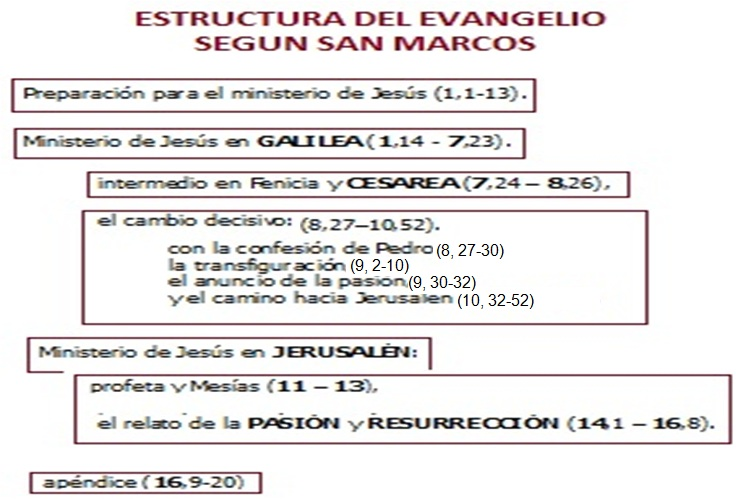 ESTRUCTURA DEL EVANGELIO
SEGUN SAN MARCOS
Preparación para el ministerio de Jesús (1,1-13).
Ministerio de Jesús en GALILEA (1,14 - 7,23).
intermedio en Fenicia y CESAREA (7,24 – 8,26),
el cambio decisivo: (8,27–10,52).
con la confesión de Pedro (8, 27-30)
la transfiguración (9, 2-10)
el anuncio de la pasión (9, 30-32)
y el camino hacia Jerusalén (10, 32-52)
Ministerio de Jesús en JERUSALÉN:
profeta y Mesías (11 – 13),
el relato de la PASIÓN y RESURRECCIÓN (14,1 – 16,8).
apéndice (16,9-20)